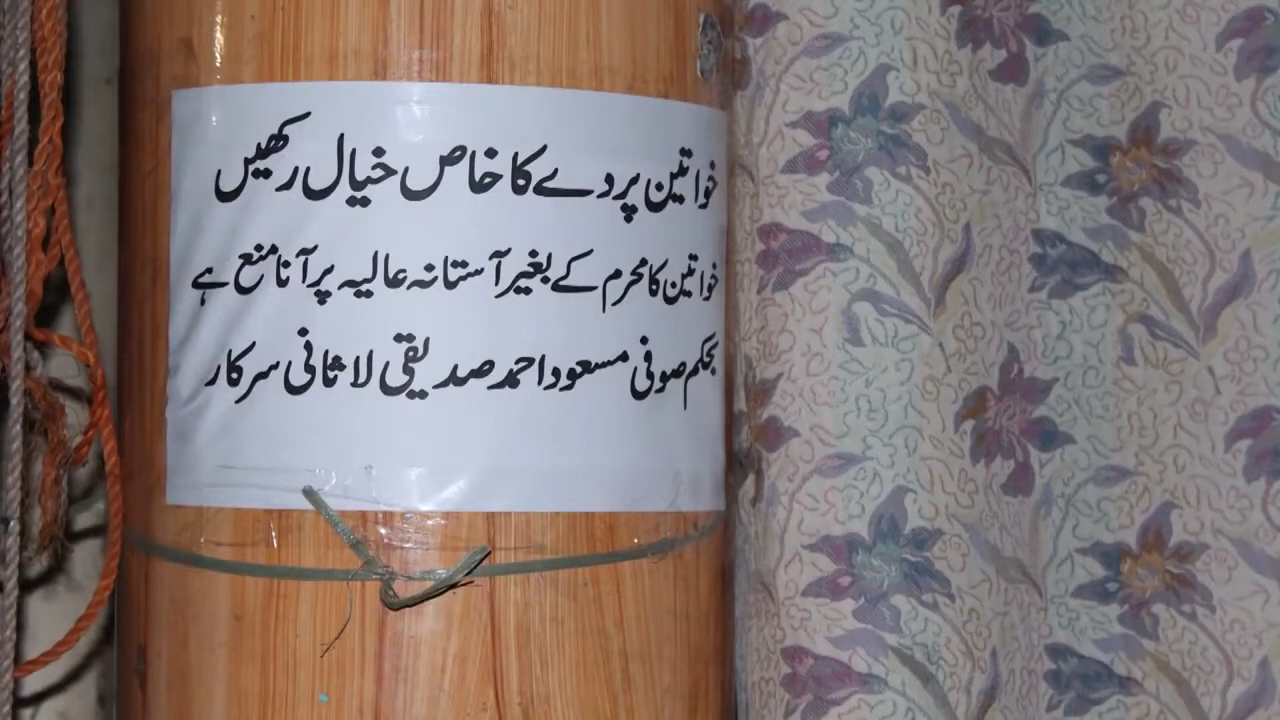 خواتین پردے کا خاص خیال رکھیں
خواتین کا محرم کے بغیر آستانہ عالیہ پر آنا منع ہے
بحکم صوفی مسعود احمد صدیقی لاثانی سرکار